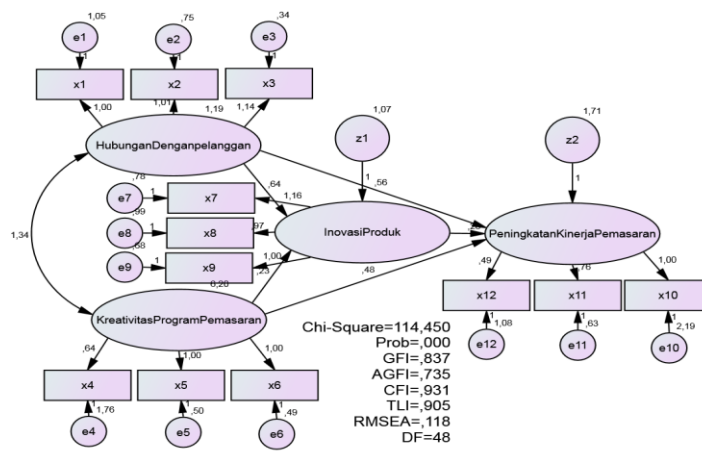 1,05
,75
,34
e1
e2
e3
1
1
1
x1
x2
x3
1,00
1,01
1,19
1,14
HubunganDenganpelanggan
1,07
z1
1
1,71
z2
1
,64
,56
,78
e7
1
x7
1,16
,99
e8
1
x8
,97
InovasiProduk
PeningkatanKinerjaPemasaran
,68
e9
1
x9
1,00
1,34
,48
,49
,76
1,00
KreativitasProgramPemasaran
x12
x11
x10
1
1
1
1,08
,63
2,19
e12
e11
e10
,64
1,00
1,00
x4
x5
x6
1
1
1
1,76
,50
,49
e4
e5
e6
Chi-Square=114,450
Prob=,000
GFI=,837
AGFI=,735
CFI=,931
TLI=,905
RMSEA=,118
DF=48